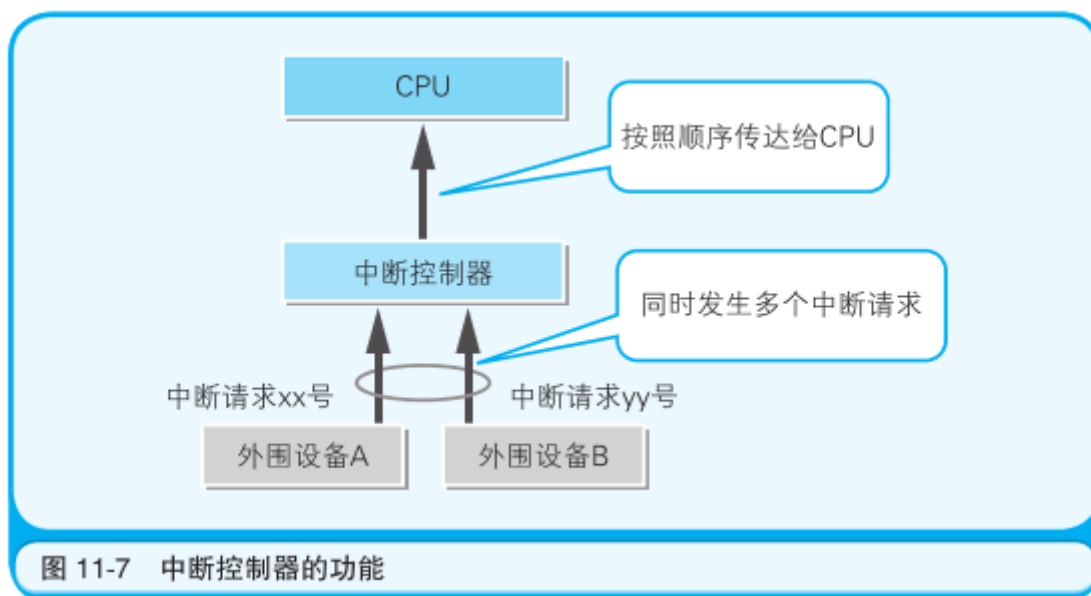 CPU
按照顺序传达给CPU
中断控制器
同时发生多个中断请求
中断请求xx号
中断请求yy号
外围设备A
外围设备B
图 11-7 中断控制器的功能